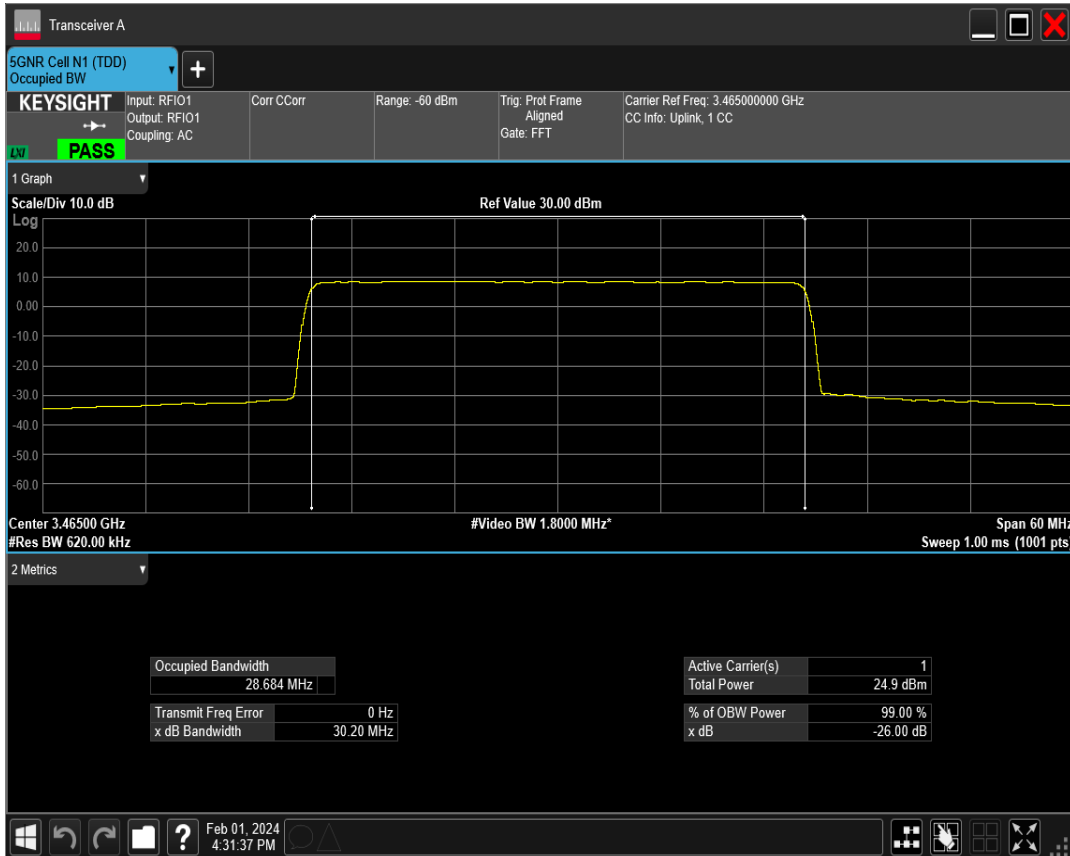 Transceiver A
5GNR Cell N1 (TDD)
Occupied BW
KEYSIGHT
LXI
PASS
Input: RFIO1
Output: RFIO1
Coupling: AC
Corr CCorr
Range: -60 dBm
Trig: Prot Frame
Aligned
Gate: FFT
Carrier Ref Freq: 3.465000000 GHz
CC Info: Uplink, 1 CC
1 Graph
Scale/Div 10.0 dB
Ref Value 30.00 dBm
Log
20.0
10.0
0.00
-10.0
-20.0
-30.0
-40.0
-50.0
-60.0
Center 3.46500 GHz
#Video BW 1.8000 MHz*
Span 60 MHz
#Res BW 620.00 kHz
Sweep 1.00 ms (1001 pts)
2 Metrics
Occupied Bandwidth
28.684 MHz
Transmit Freq Error 0 Hz
x dB Bandwidth 30.20 MHz
Active Carrier(s) 1
Total Power 24.9 dBm
% of OBW Power 99.00 %
x dB -26.00 dB
Feb 01, 2024
4:31:37 PM